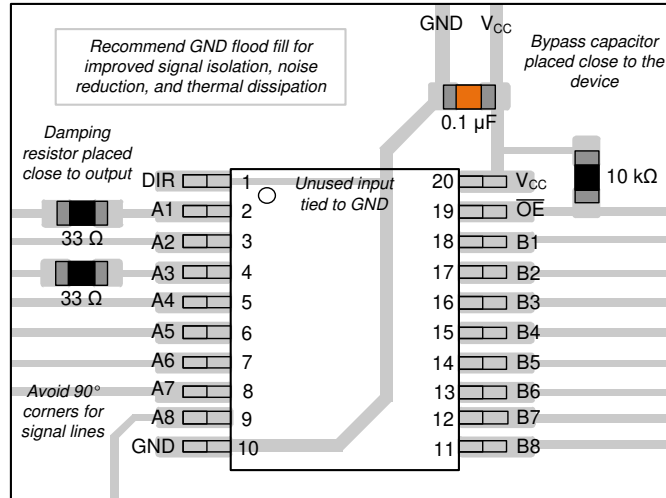 GND V_CC
Recommend GND flood fill for
improved signal isolation, noise
reduction, and thermal dissipation
Bypass capacitor
placed close to the
device
0.1 µF
Damping
resistor placed
close to output
10 kΩ
DIR 1
A1 2
33 Ω
A2 3
A3 4
33 Ω
A4 5
A5 6
A6 7
A7 8
A8 9
GND 10
Unused input
tied to GND
20 V_CC
19 O̅E̅
18 B1
17 B2
16 B3
15 B4
14 B5
13 B6
12 B7
11 B8
Avoid 90°
corners for
signal lines